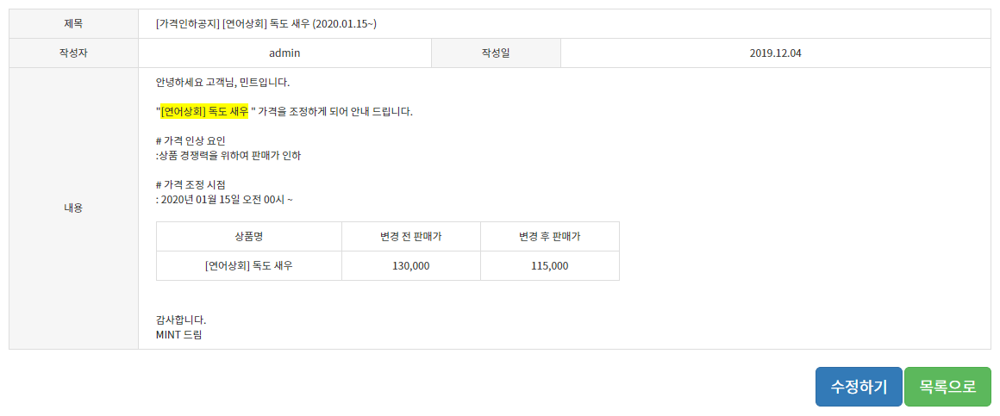 제목 [가격인하공지] [연어상회] 독도 새우 (2020.01.15~)
작성자 admin 작성일 2019.12.04
내용
안녕하세요 고객님, 민트입니다.
"[연어상회] 독도 새우 " 가격을 조정하게 되어 안내 드립니다.
# 가격 인상 요인
:상품 경쟁력을 위하여 판매가 인하
# 가격 조정 시점
: 2020년 01월 15일 오전 00시 ~
상품명 변경 전 판매가 변경 후 판매가
[연어상회] 독도 새우 130,000 115,000
감사합니다.
MINT 드림
수정하기 목록으로